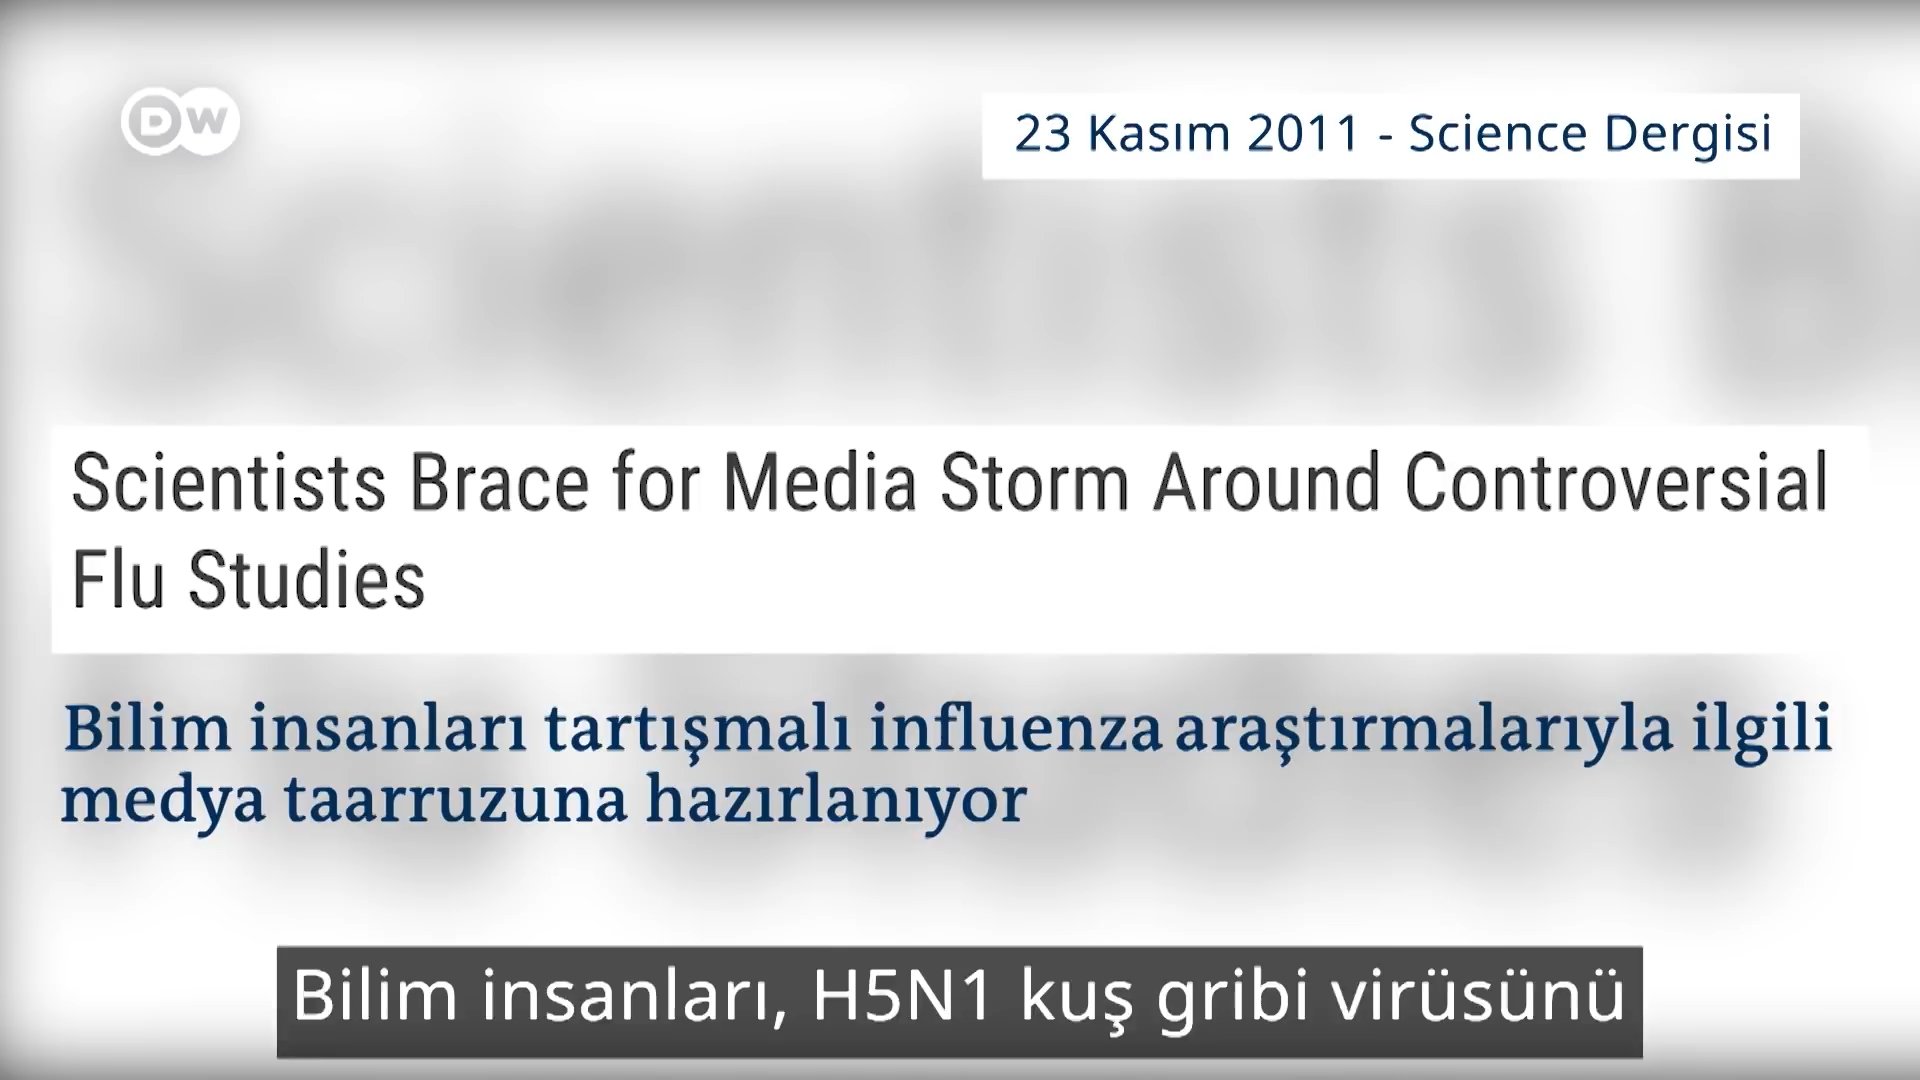 DW
23 Kasım 2011 - Science Dergisi
Scientists Brace for Media Storm Around Controversial
Flu Studies
Bilim insanları tartışmalı influenza araştırmalarıyla ilgili
medya taarruzuna hazırlanıyor
Bilim insanları, H5N1 kuş gribi virüsünü